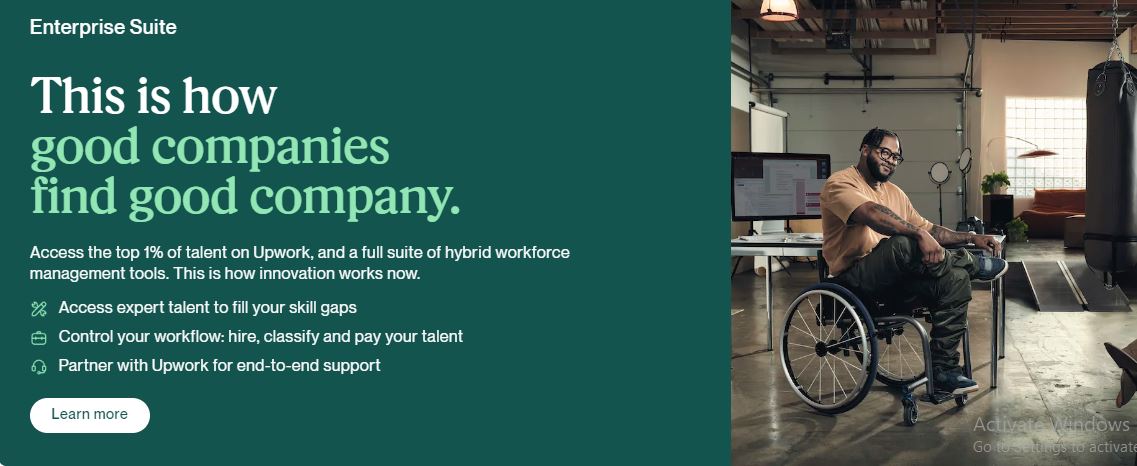 Enterprise Suite
This is how
good companies
find good company.
Access the top 1% of talent on Upwork, and a full suite of hybrid workforce
management tools. This is how innovation works now.
Access expert talent to fill your skill gaps
Control your workflow: hire, classify and pay your talent
Partner with Upwork for end-to-end support
Learn more
Activate Windows
Go to Settings to activate